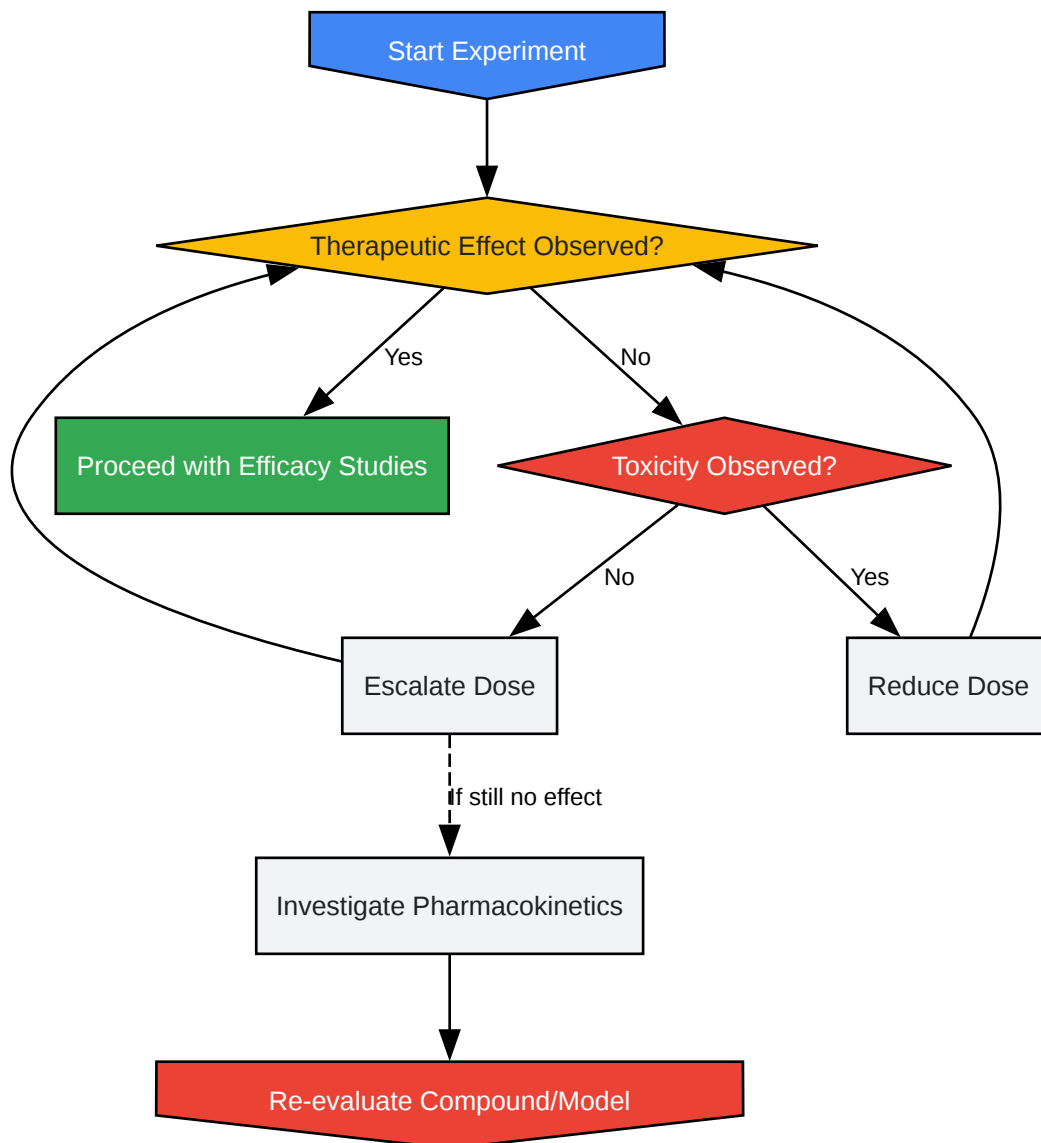 Start Experiment
Therapeutic Effect Observed?
Yes
No
Proceed with Efficacy Studies
Toxicity Observed?
No
Yes
Escalate Dose
Reduce Dose
If still no effect
Investigate Pharmacokinetics
Re-evaluate Compound/Model